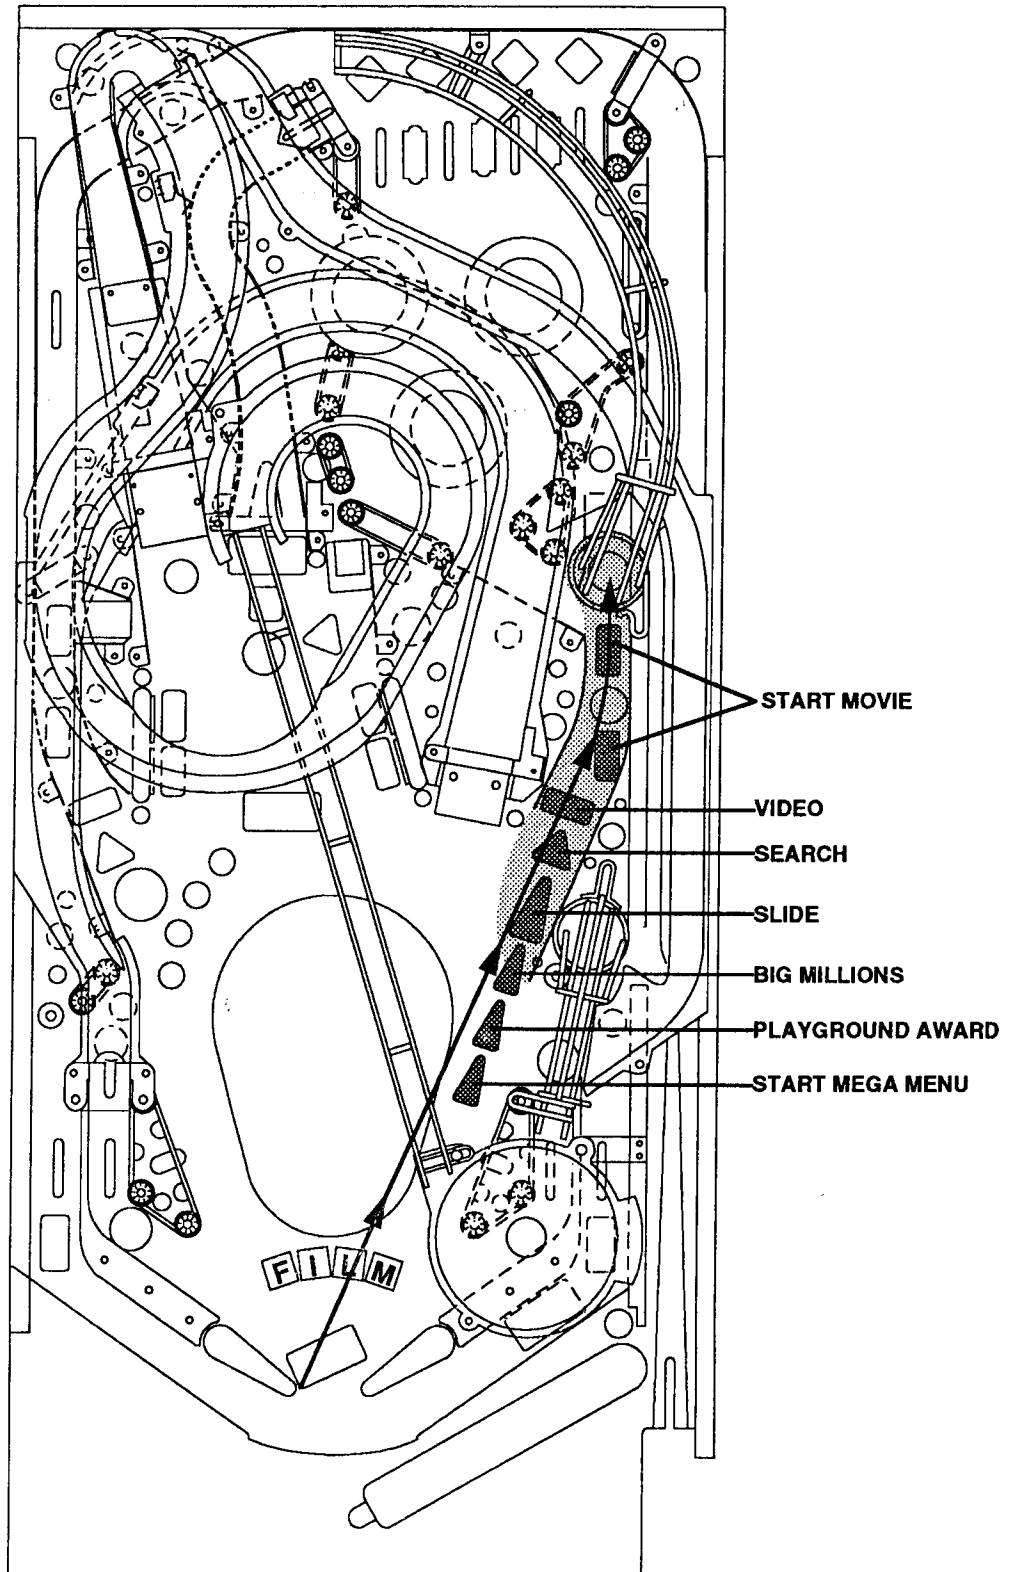 START MOVIE
VIDEO
SEARCH
SLIDE
BIG MILLIONS
PLAYGROUND AWARD
START MEGA MENU
FILM